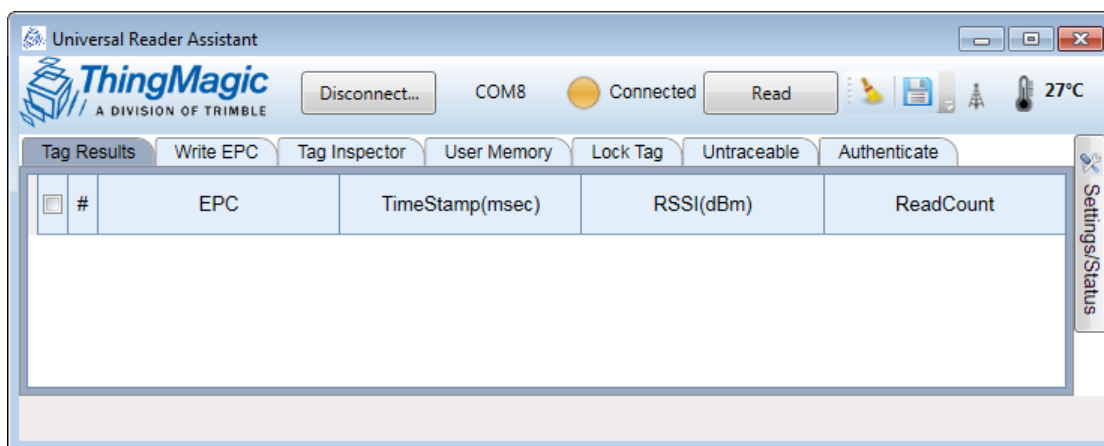 Universal Reader Assistant
ThingMagic
A DIVISION OF TRIMBLE
Disconnect... COM8 Connected Read 27°C
Tag Results Write EPC Tag Inspector User Memory Lock Tag Untraceable Authenticate
# EPC TimeStamp(msec) RSSI(dBm) ReadCount
Settings/Status